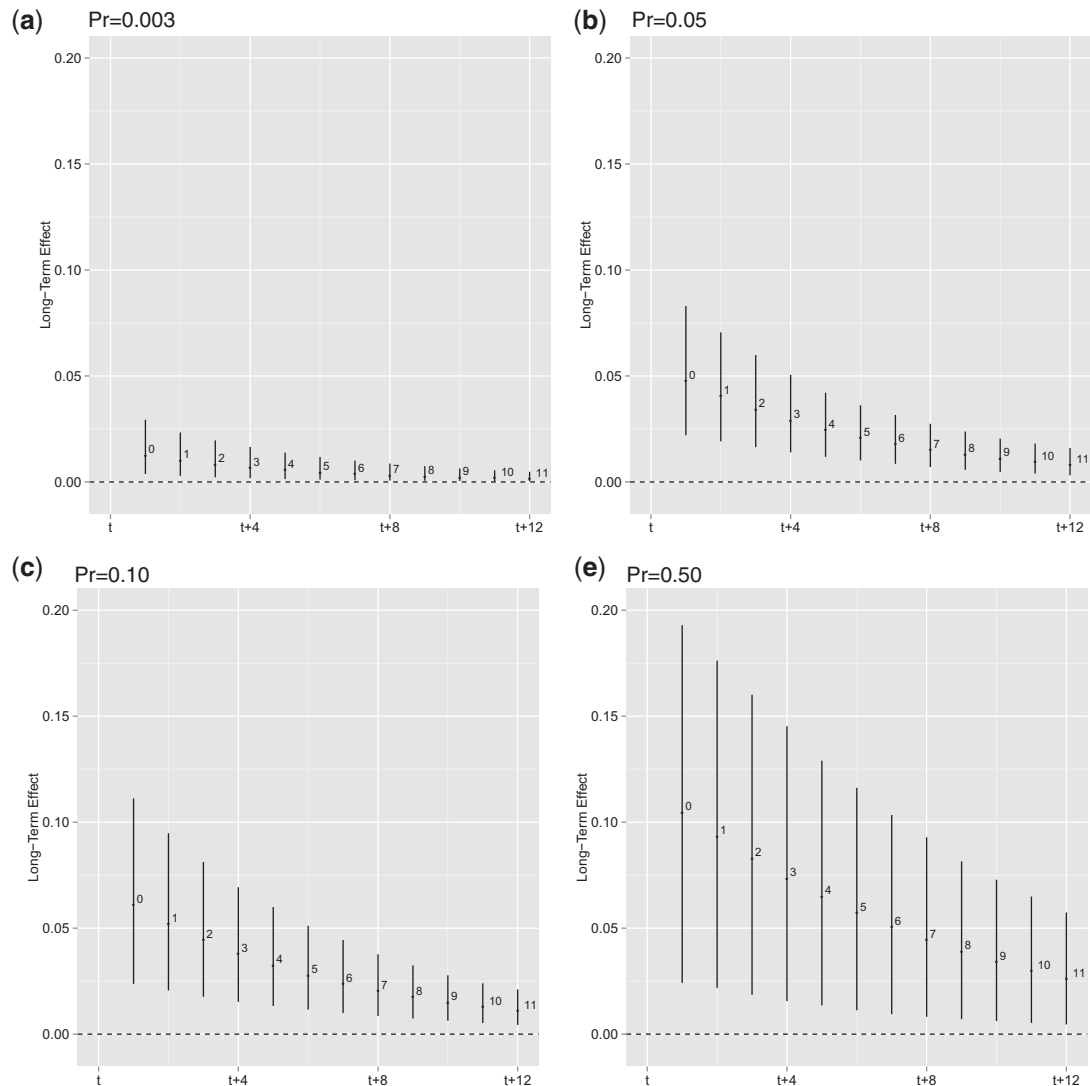 (a) Pr=0.003
0.20
0.15
0.10
0.05
0.00
Long-Term Effect
0
1
2
3
4
5
6
7
8
9
10
11
t
t+4
t+8
t+12
(b) Pr=0.05
0.20
0.15
0.10
0.05
0.00
Long-Term Effect
0
1
2
3
4
5
6
7
8
9
10
11
t
t+4
t+8
t+12
(c) Pr=0.10
0.20
0.15
0.10
0.05
0.00
Long-Term Effect
0
1
2
3
4
5
6
7
8
9
10
11
t
t+4
t+8
t+12
(e) Pr=0.50
0.20
0.15
0.10
0.05
0.00
Long-Term Effect
0
1
2
3
4
5
6
7
8
9
10
11
t
t+4
t+8
t+12